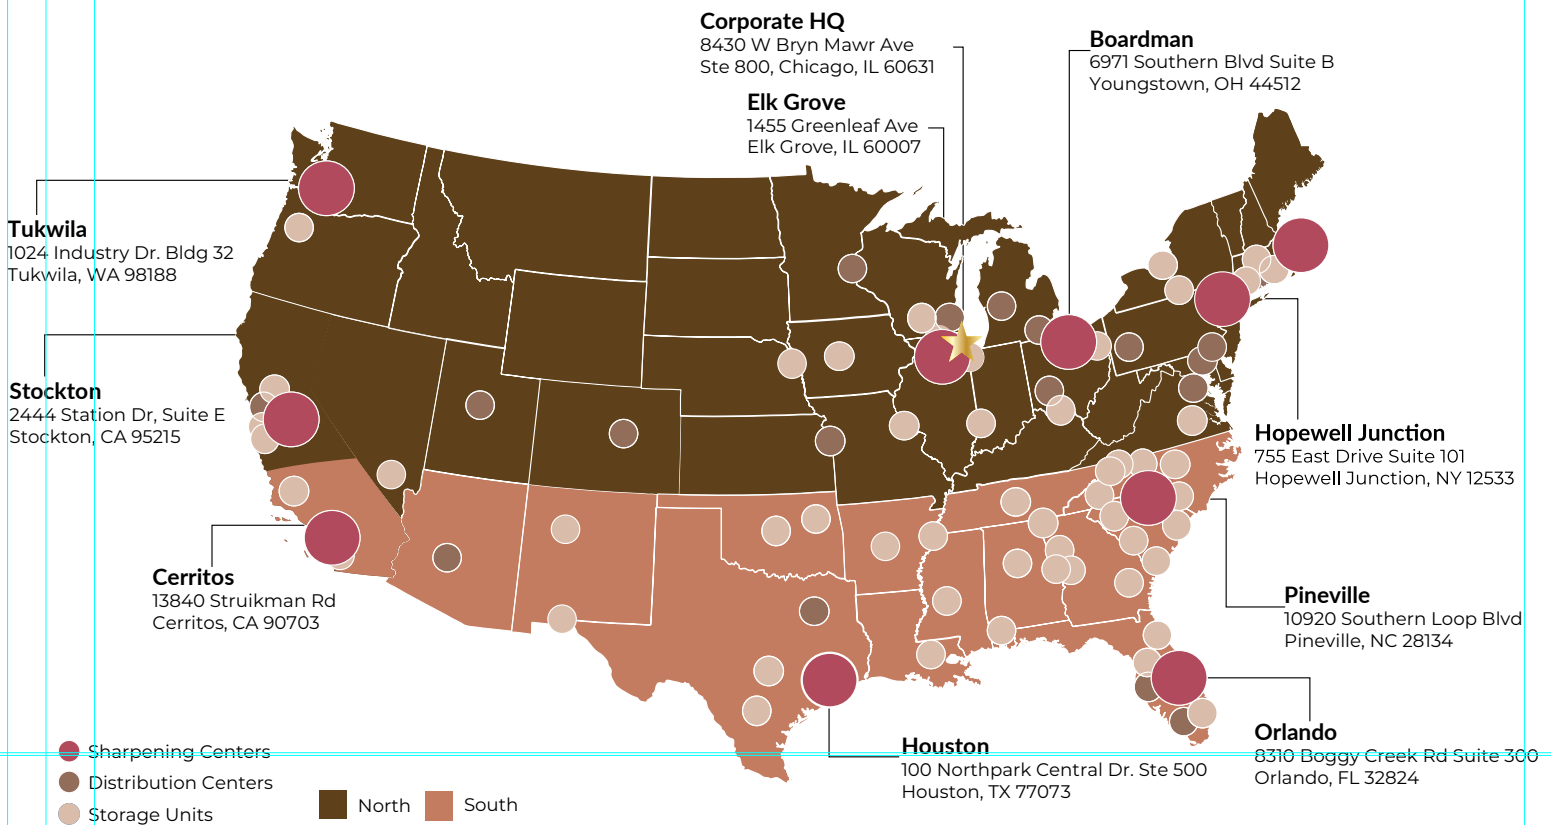 Corporate HQ
8430 W Bryn Mawr Ave
Ste 800, Chicago, IL 60631
Boardman
6971 Southern Blvd Suite B
Youngstown, OH 44512
Elk Grove
1455 Greenleaf Ave
Elk Grove, IL 60007
Tukwila
1024 Industry Dr. Bldg 32
Tukwila, WA 98188
Stockton
2444 Station Dr, Suite E
Stockton, CA 95215
Hopewell Junction
755 East Drive Suite 101
Hopewell Junction, NY 12533
Cerritos
13840 Struikman Rd
Cerritos, CA 90703
Pineville
10920 Southern Loop Blvd
Pineville, NC 28134
Orlando
8310 Boggy Creek Rd Suite 300
Orlando, FL 32824
Houston
100 Northpark Central Dr. Ste 500
Houston, TX 77073
Sharpening Centers
Distribution Centers
Storage Units
North
South